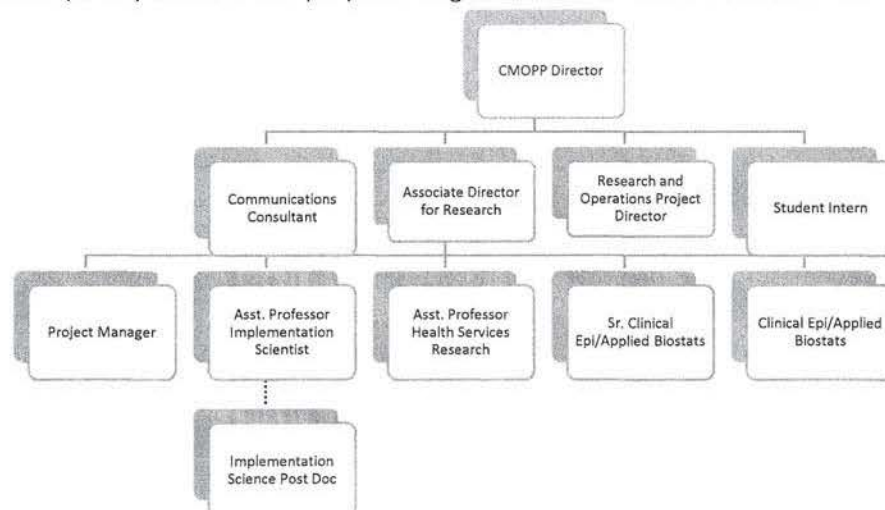 CMOPP Director
Communications
Consultant
Associate Director
for Research
Research and
Operations Project
Director
Student Intern
Project Manager
Asst. Professor
Implementation
Scientist
Asst. Professor
Health Services
Research
Sr. Clinical
Epi/Applied Biostats
Clinical Epi/Applied
Biostats
Implementation
Science Post Doc